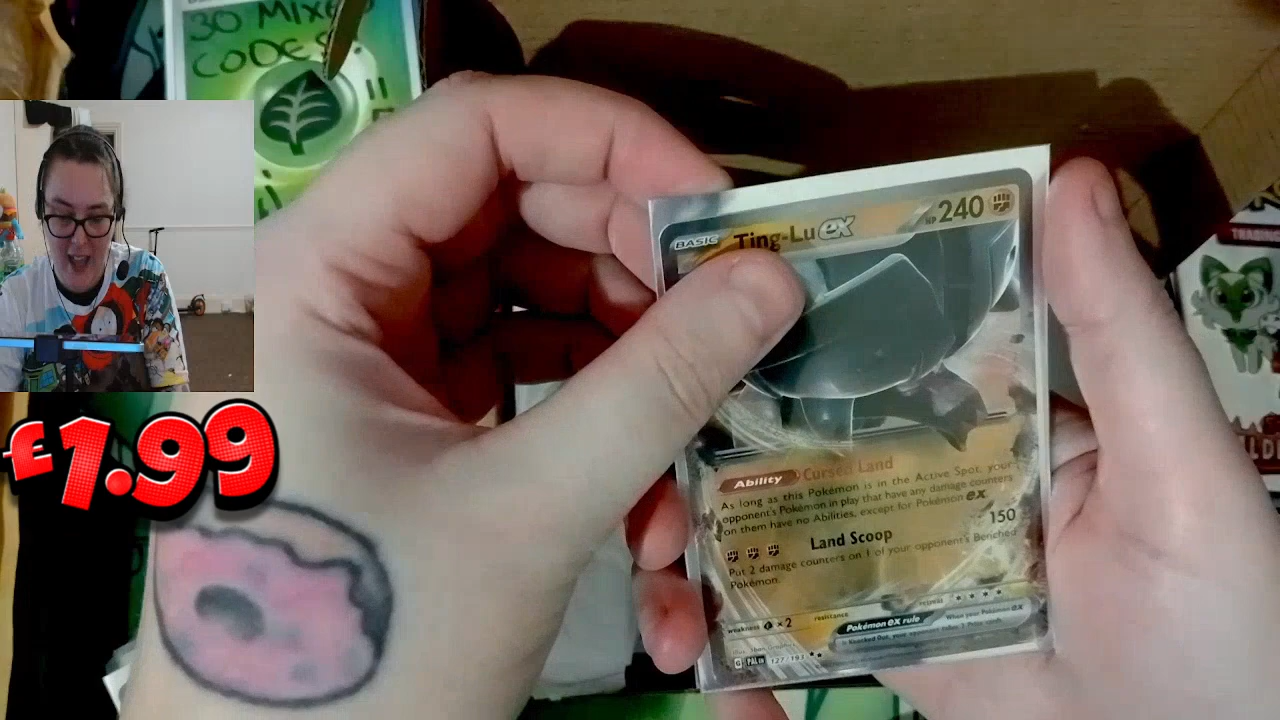 30 MIXED
CODES
BASIC Ting-Lu ex HP 240
Ability Cursed Land
As long as this Pokémon is in the Active Spot, your
opponent's Pokémon in play that have any damage counters
on them have no Abilities, except for Pokémon ex
Land Scoop 150
Put 2 damage counters on 1 of your opponent's Benched
Pokémon.
weakness ×2 resistance retreat
Pokémon ex rule When your Pokémon ex
is Knocked Out, your opponent takes 2 Prize cards.
G PAL EN 127/193
£1.99